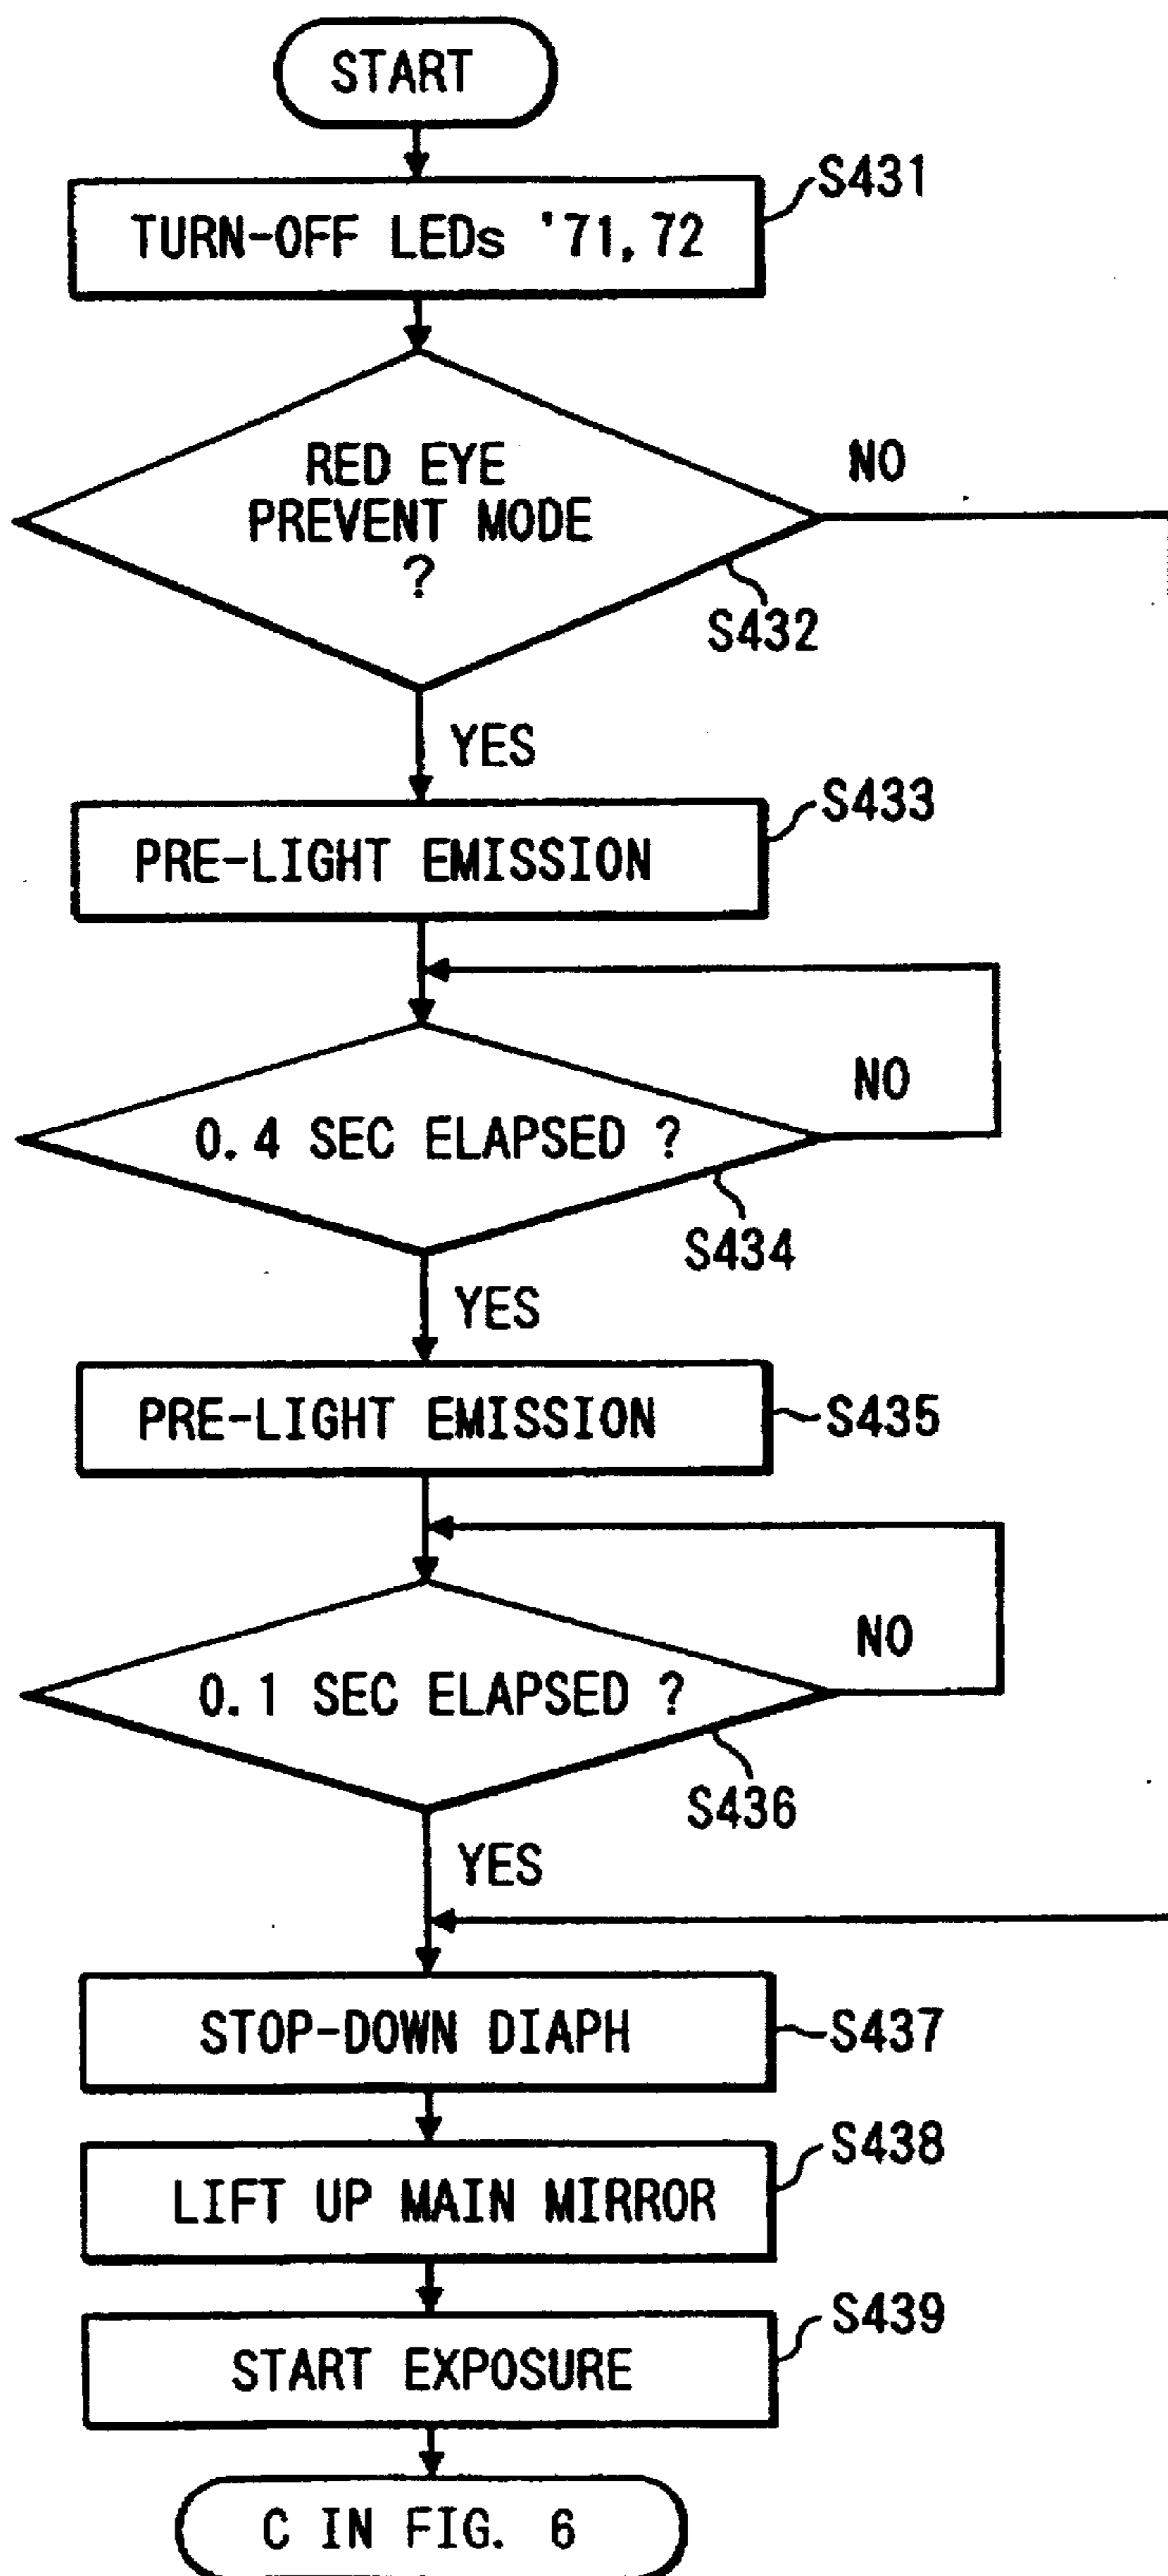 START
S431
TURN-OFF LEDs '71, 72
RED EYE
PREVENT MODE
?
NO
S432
YES
S433
PRE-LIGHT EMISSION
NO
0.4 SEC ELAPSED ?
S434
YES
PRE-LIGHT EMISSION
S435
NO
0.1 SEC ELAPSED ?
S436
YES
STOP-DOWN DIAPH
S437
S438
LIFT UP MAIN MIRROR
S439
START EXPOSURE
C IN FIG. 6